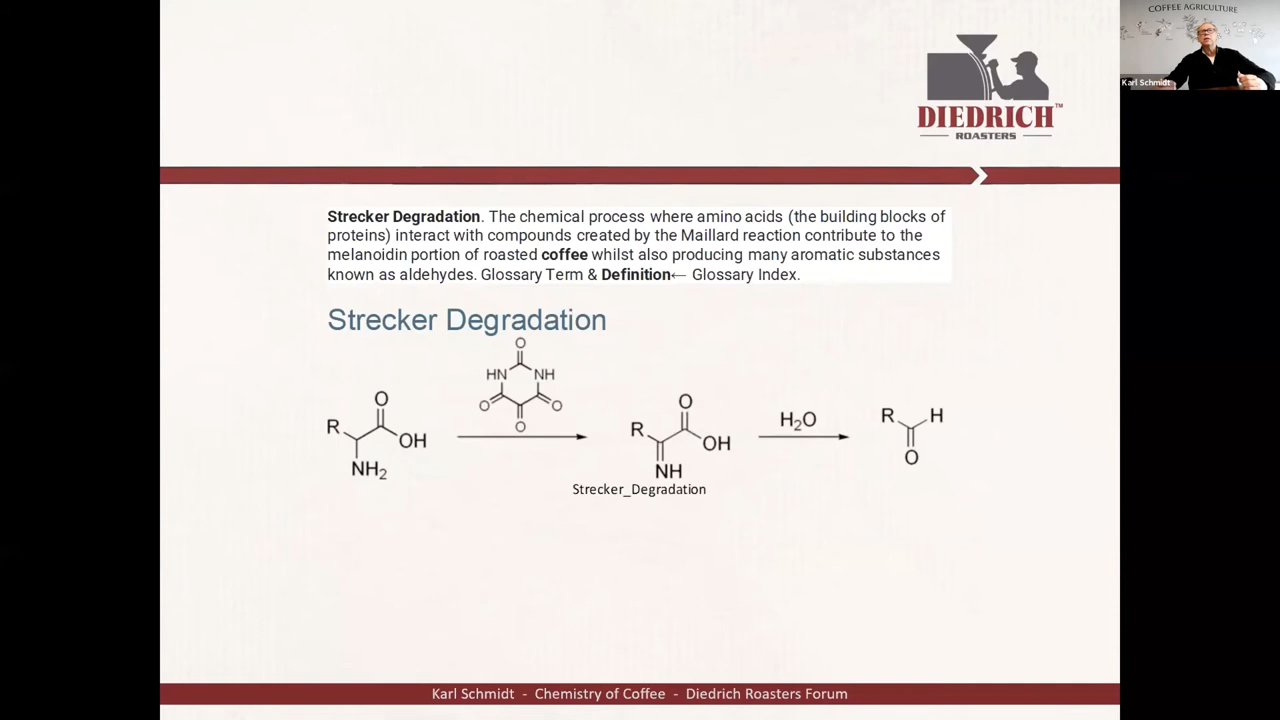 COFFEE AGRICULTURE
Karl Schmidt
DIEDRICH™
ROASTERS
Strecker Degradation. The chemical process where amino acids (the building blocks of
proteins) interact with compounds created by the Maillard reaction contribute to the
melanoidin portion of roasted coffee whilst also producing many aromatic substances
known as aldehydes. Glossary Term & Definition← Glossary Index.
Strecker Degradation
O
HN NH
O O
O
R O OH NH₂
R O OH NH
H₂O
R H O
Strecker_Degradation
Karl Schmidt - Chemistry of Coffee - Diedrich Roasters Forum